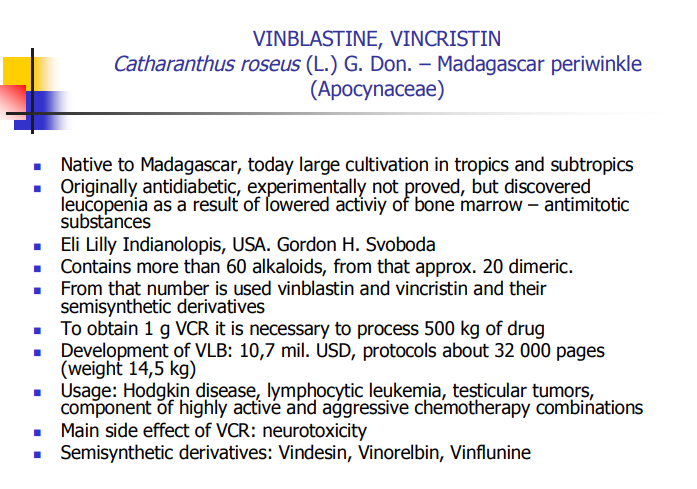 VINBLASTINE, VINCRISTIN
Catharanthus roseus (L.) G. Don. – Madagascar periwinkle
(Apocynaceae)
Native to Madagascar, today large cultivation in tropics and subtropics
Originally antidiabetic, experimentally not proved, but discovered
leucopenia as a result of lowered activiy of bone marrow – antimitotic
substances
Eli Lilly Indianolopis, USA. Gordon H. Svoboda
Contains more than 60 alkaloids, from that approx. 20 dimeric.
From that number is used vinblastin and vincristin and their
semisynthetic derivatives
To obtain 1 g VCR it is necessary to process 500 kg of drug
Development of VLB: 10,7 mil. USD, protocols about 32 000 pages
(weight 14,5 kg)
Usage: Hodgkin disease, lymphocytic leukemia, testicular tumors,
component of highly active and aggressive chemotherapy combinations
Main side effect of VCR: neurotoxicity
Semisynthetic derivatives: Vindesin, Vinorelbin, Vinflunine